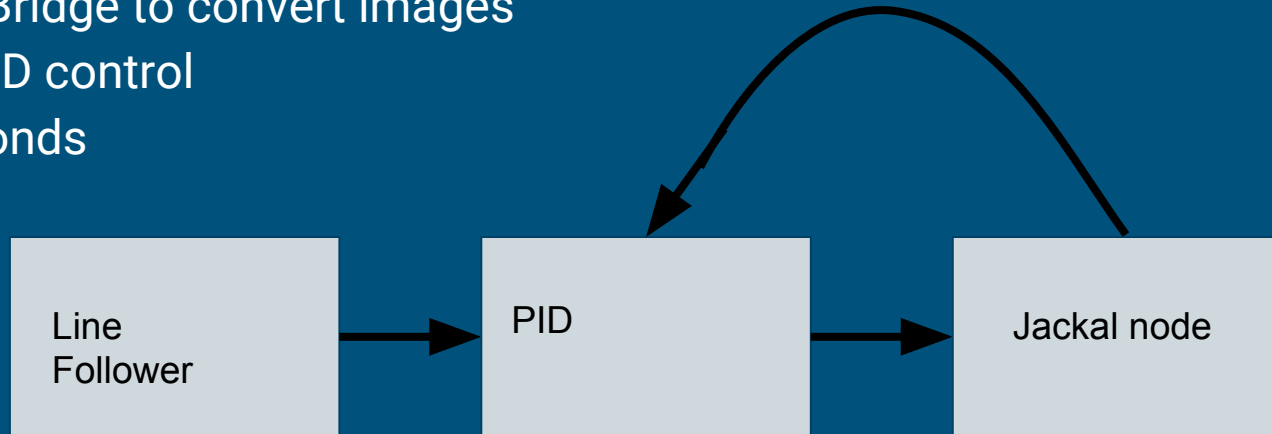 Bridge to convert images
D control
onds
Line
Follower
PID
Jackal node